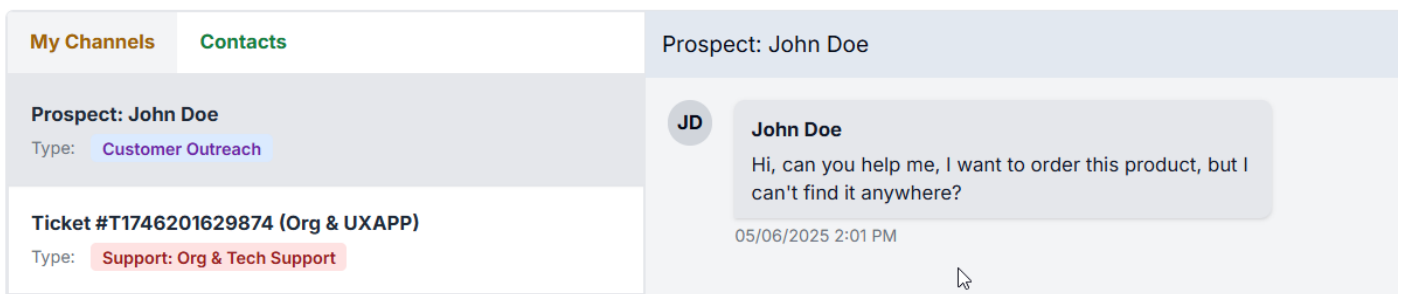 My Channels
Contacts
Prospect: John Doe
Type: Customer Outreach
Ticket #T1746201629874 (Org & UXAPP)
Type: Support: Org & Tech Support
Prospect: John Doe
JD
John Doe
Hi, can you help me, I want to order this product, but I
can't find it anywhere?
05/06/2025 2:01 PM